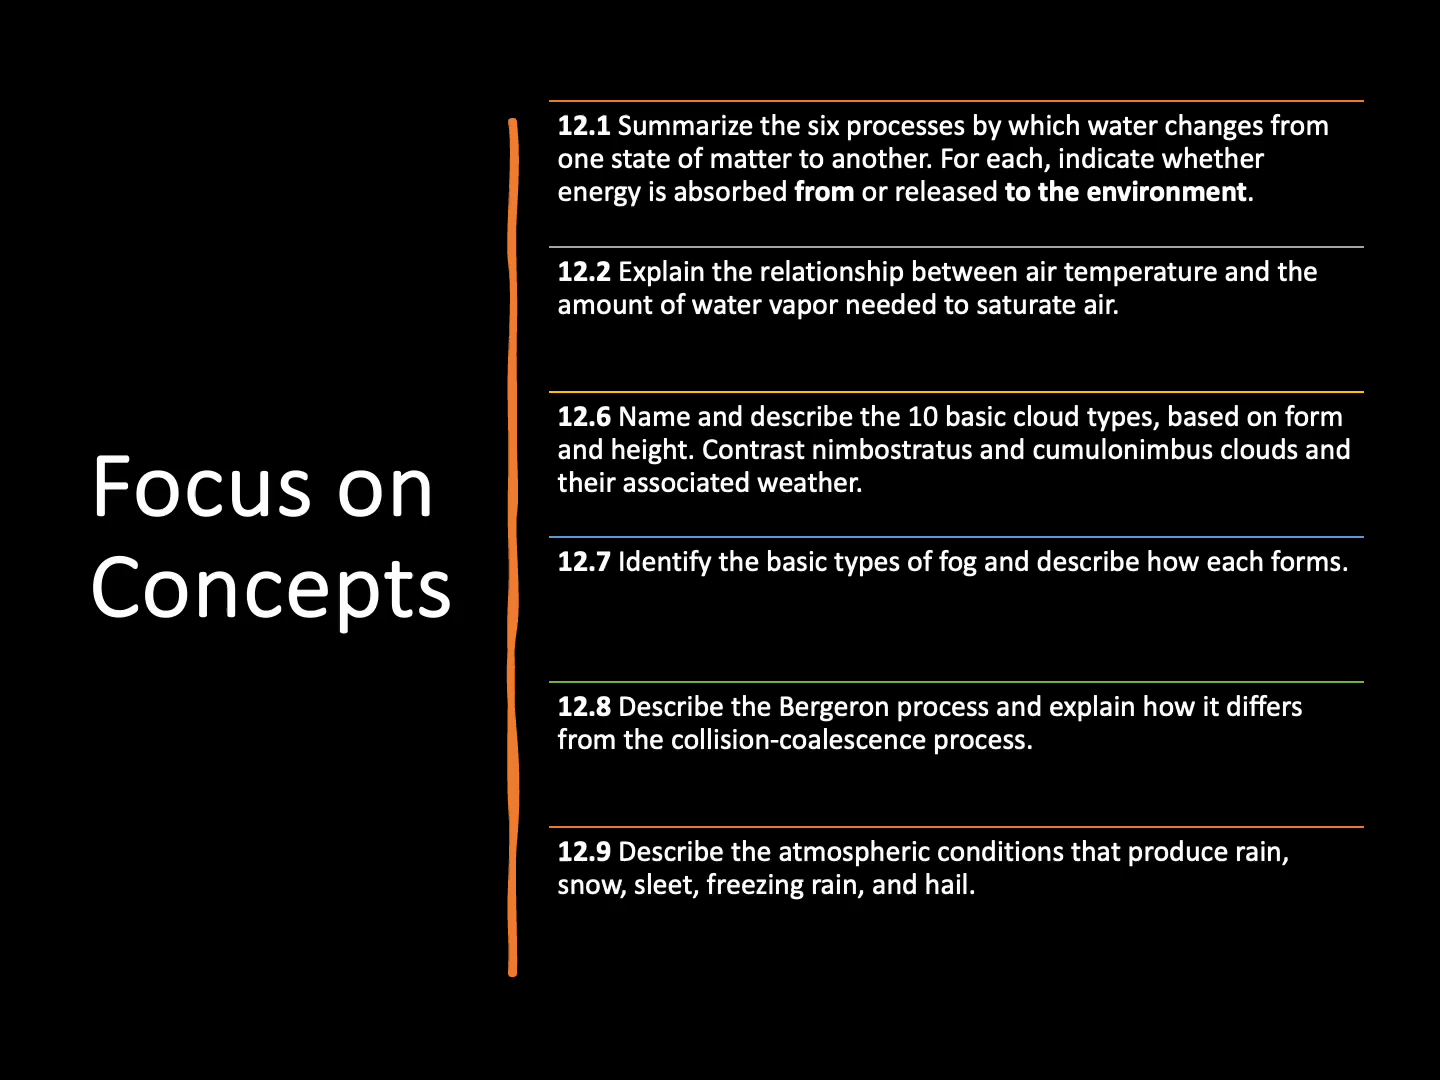 Focus on
Concepts
12.1 Summarize the six processes by which water changes from
one state of matter to another. For each, indicate whether
energy is absorbed from or released to the environment.
12.2 Explain the relationship between air temperature and the
amount of water vapor needed to saturate air.
12.6 Name and describe the 10 basic cloud types, based on form
and height. Contrast nimbostratus and cumulonimbus clouds and
their associated weather.
12.7 Identify the basic types of fog and describe how each forms.
12.8 Describe the Bergeron process and explain how it differs
from the collision-coalescence process.
12.9 Describe the atmospheric conditions that produce rain,
snow, sleet, freezing rain, and hail.